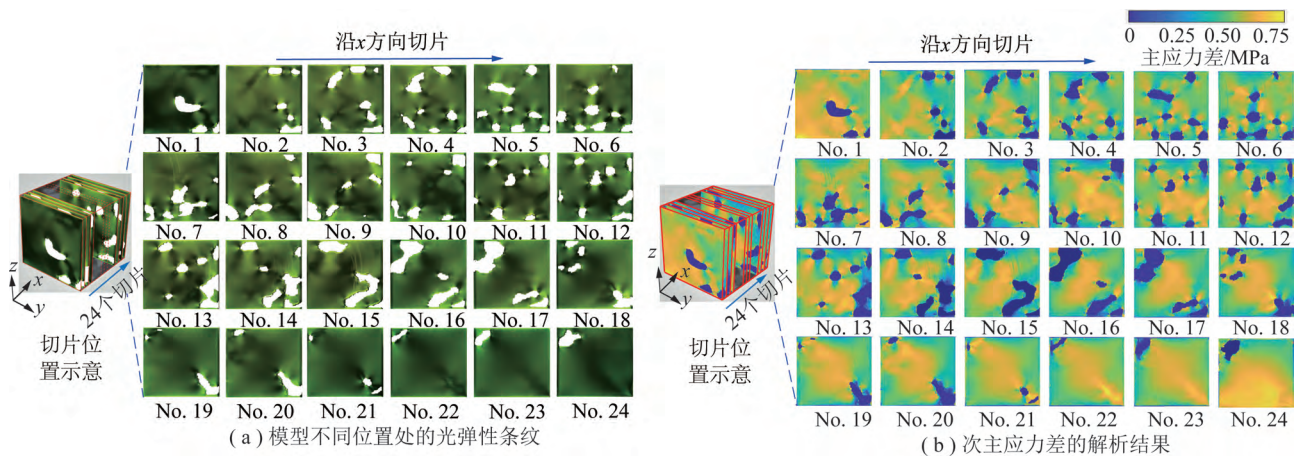 沿x方向切片
No. 1 No. 2 No. 3 No. 4 No. 5 No. 6
No. 7 No. 8 No. 9 No. 10 No. 11 No. 12
z
x
y
24个切片
No. 13 No. 14 No. 15 No. 16 No. 17 No. 18
切片位
置示意
No. 19 No. 20 No. 21 No. 22 No. 23 No. 24
(a) 模型不同位置处的光弹性条纹
0 0.25 0.50 0.75
主应力差/MPa
沿x方向切片
No. 1 No. 2 No. 3 No. 4 No. 5 No. 6
No. 7 No. 8 No. 9 No. 10 No. 11 No. 12
z
x
y
24个切片
No. 13 No. 14 No. 15 No. 16 No. 17 No. 18
切片位
置示意
No. 19 No. 20 No. 21 No. 22 No. 23 No. 24
(b) 次主应力差的解析结果